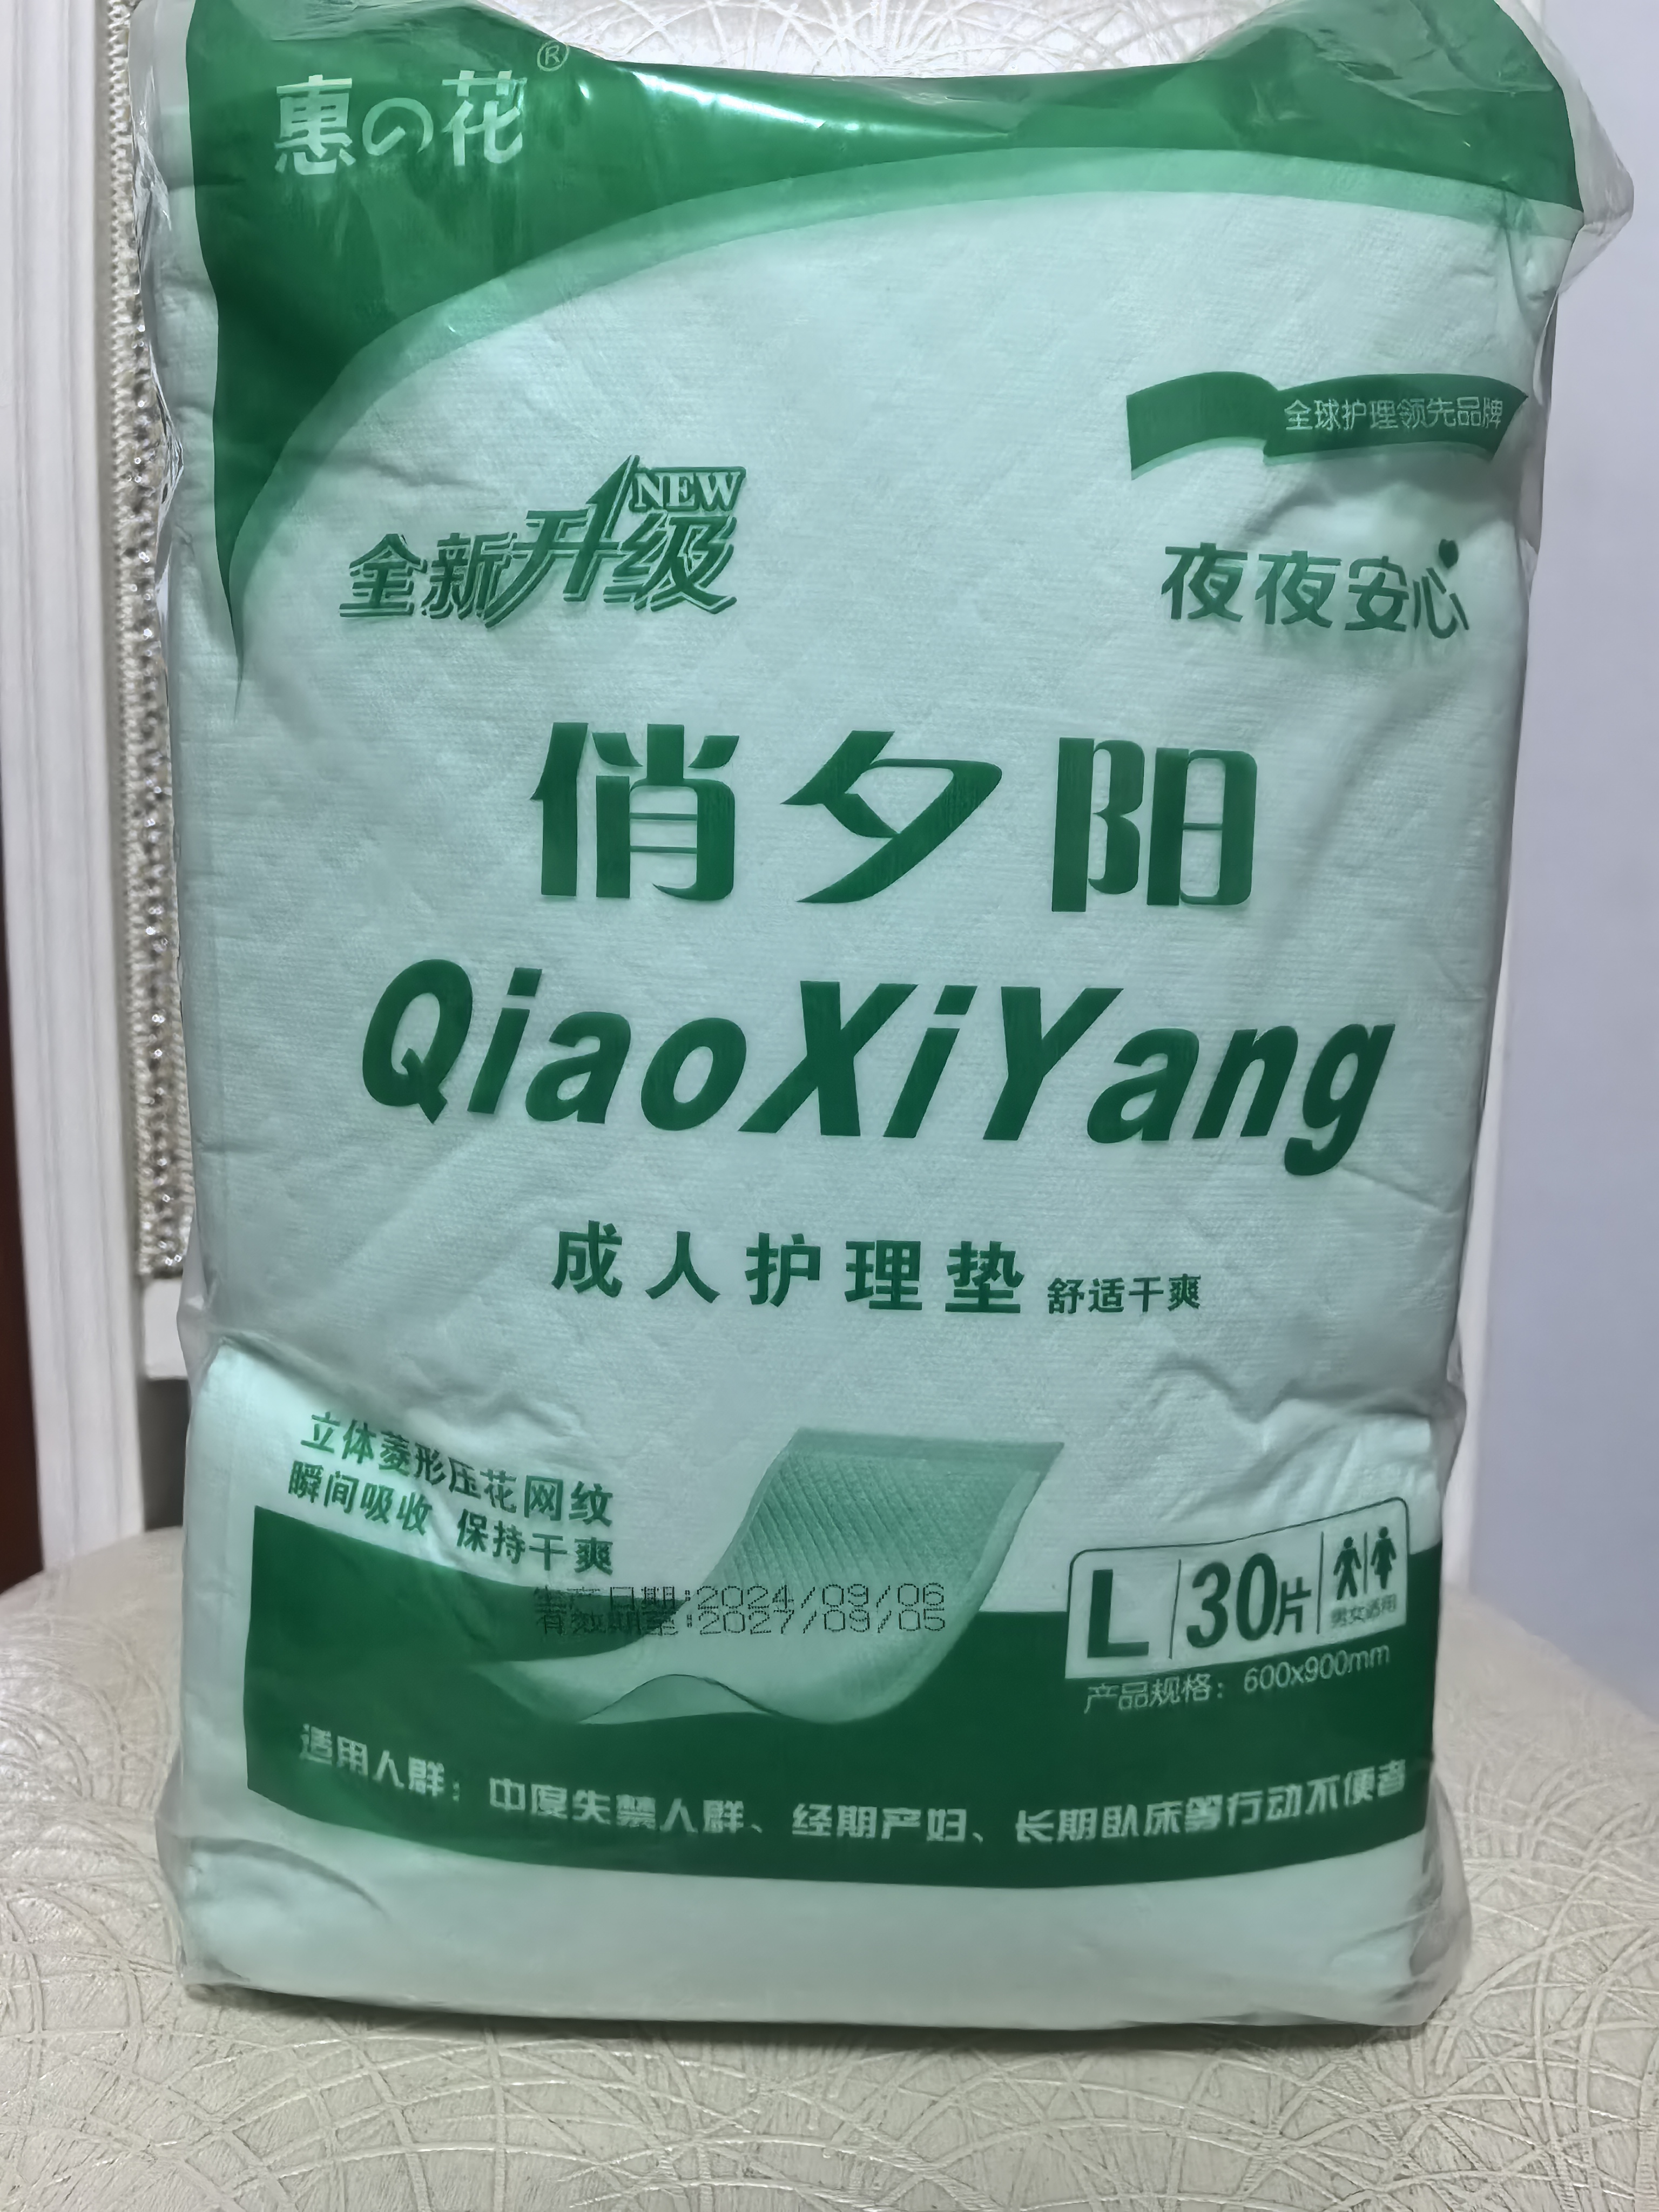 惠の花®
全球护理领先品牌
全新升级NEW
夜夜安心
俏夕阳
QiaoXiYang
成人护理垫 舒适干爽
立体菱形压花网纹
瞬间吸收 保持干爽
生产日期:2024/09/06
有效期至:2027/09/05
L 30片 男女适用
产品规格：600x900mm
适用人群：中度失禁人群、经期产妇、长期卧床等行动不便者